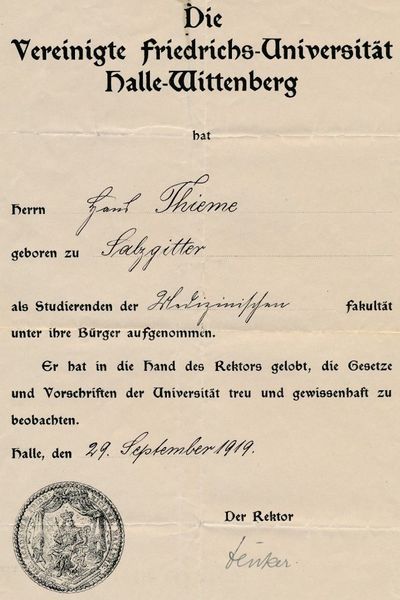 Die
Vereinigte Friedrichs-Universität
Halle-Wittenberg
hat
Herrn Hans Thieme
geboren zu Salzgitter
als Studierenden der Medizinischen Fakultät
unter ihre Bürger aufgenommen.
Er hat in die Hand des Rektors gelobt, die Gesetze
und Vorschriften der Universität treu und gewissenhaft zu
beobachten.
Halle, den 29. September 1919.
Der Rektor